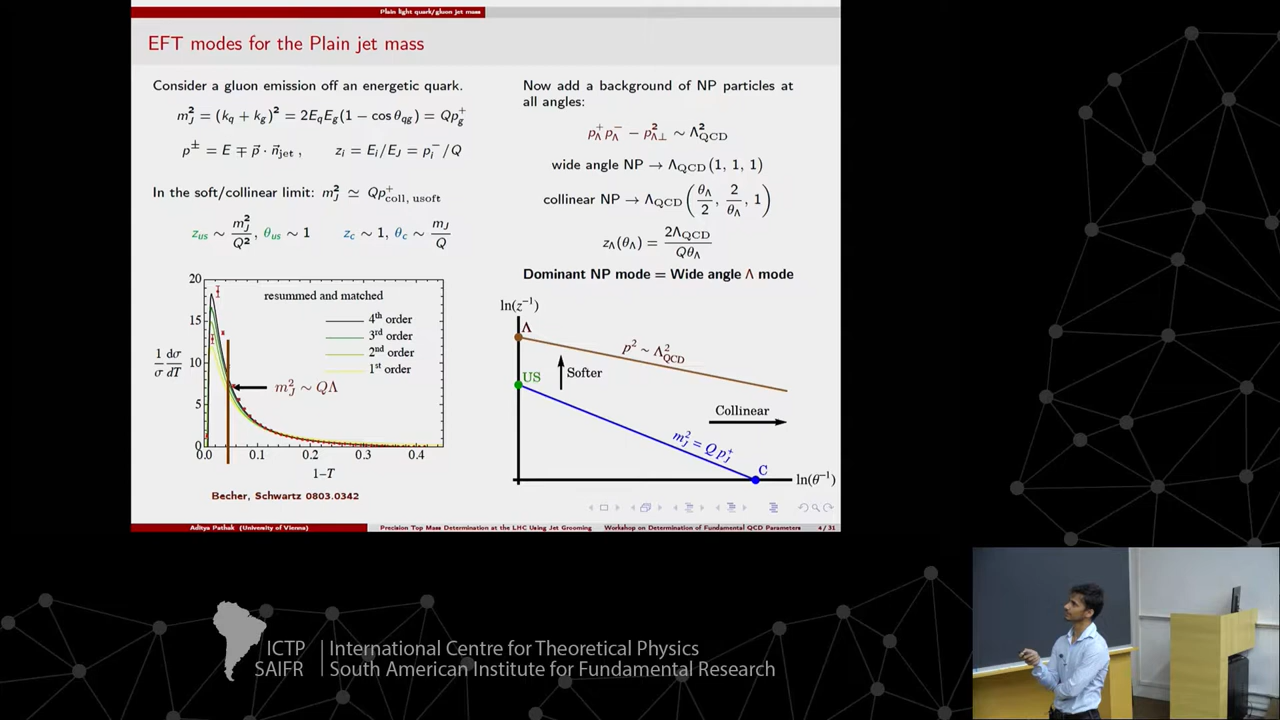 Plain light quark/gluon jet mass
EFT modes for the Plain jet mass
Consider a gluon emission off an energetic quark.
m_J^2 = (k_q + k_g)^2 = 2E_qE_g(1 − cos θ_qg) = Qp_g^+
p^± = E ∓ p⃗ · n⃗_jet , z_i = E_i/E_J = p_i^−/Q
In the soft/collinear limit: m_J^2 ≃ Qp^+_coll, usoft
z_us ∼ m_J^2/Q^2, θ_us ∼ 1 z_c ∼ 1, θ_c ∼ m_J/Q
20
15
10
5
0
1/σ dσ/dT
resummed and matched
4th order
3rd order
2nd order
1st order
m_J^2 ∼ QΛ
0.0 0.1 0.2 0.3 0.4
1−T
Becher, Schwartz 0803.0342
Now add a background of NP particles at
all angles:
p_Λ^+ p_Λ^− − p_Λ⊥^2 ∼ Λ_QCD^2
wide angle NP → Λ_QCD (1, 1, 1)
collinear NP → Λ_QCD (θ_Λ/2, 2/θ_Λ, 1)
z_Λ(θ_Λ) = 2Λ_QCD/Qθ_Λ
Dominant NP mode = Wide angle Λ mode
ln(z^−1)
Λ
p^2 ∼ Λ_QCD^2
US
Softer
Collinear
m_J^2 = Q p_J^+
C
ln(θ^−1)
Aditya Pathak (University of Vienna) Precision Top Mass Determination at the LHC Using Jet Grooming Workshop on Determination of Fundamental QCD Parameters 4/31
ICTP International Centre for Theoretical Physics
SAIFR South American Institute for Fundamental Research